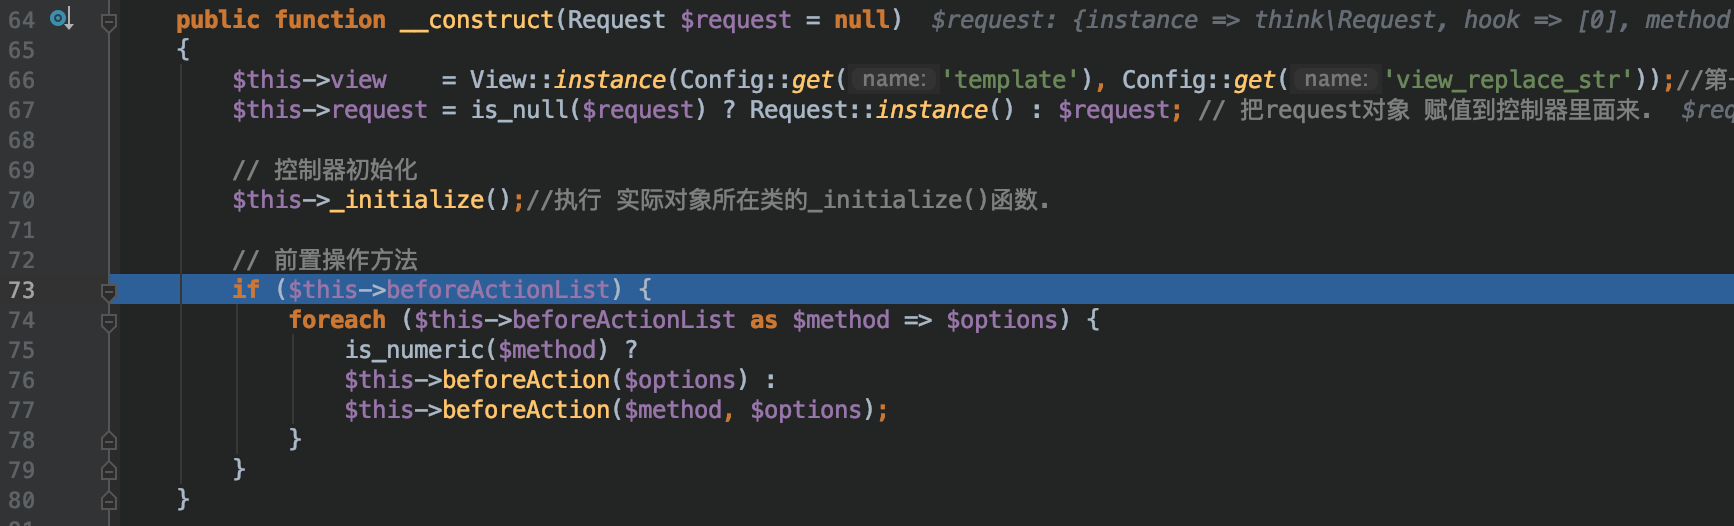 64 public function __construct(Request $request = null) $request: {instance => think\Request, hook => [0], method
65 {
66 $this->view    = View::instance(Config::get( name: 'template'), Config::get( name: 'view_replace_str'));//第
67 $this->request = is_null($request) ? Request::instance() : $request; // 把request对象 赋值到控制器里面来. $req
68
69 // 控制器初始化
70 $this->_initialize();//执行 实际对象所在类的_initialize()函数.
71
72 // 前置操作方法
73 if ($this->beforeActionList) {
74 foreach ($this->beforeActionList as $method => $options) {
75 is_numeric($method) ?
76 $this->beforeAction($options) :
77 $this->beforeAction($method, $options);
78 }
79 }
80 }